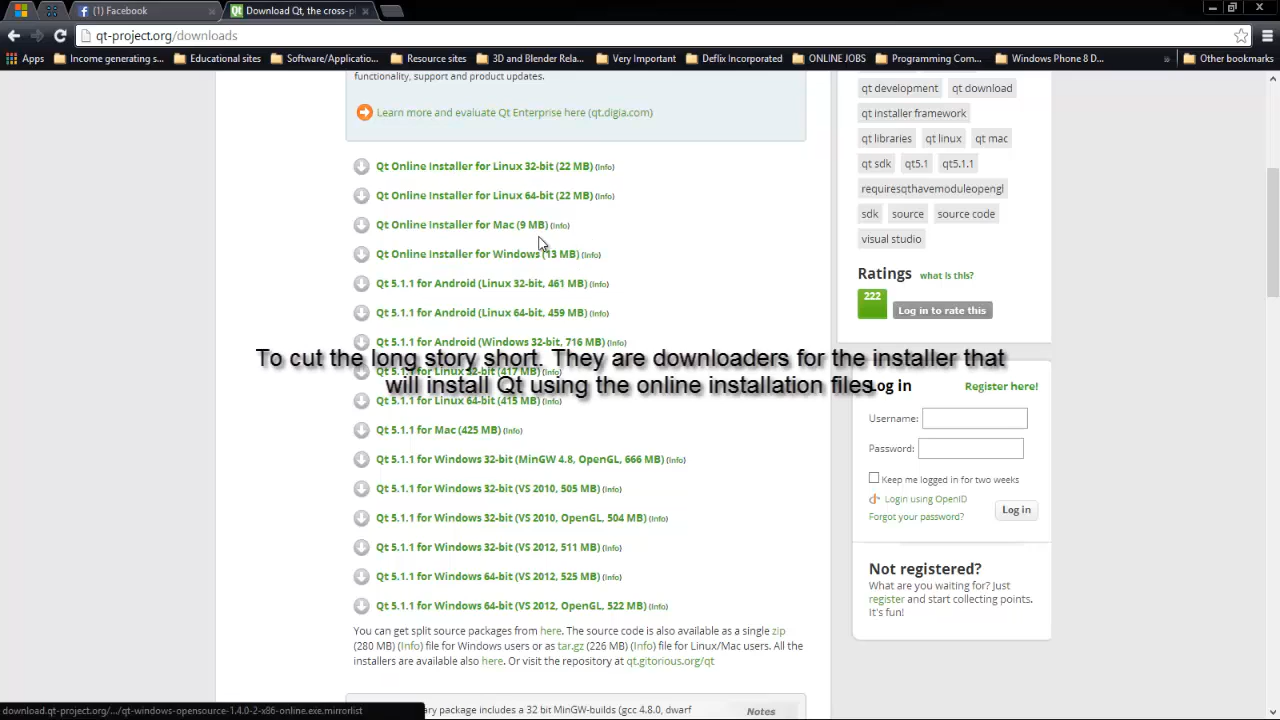 Facebook
Download Qt, the cross-pl
qt-project.org/downloads
Apps
Income generating s...
Educational sites
Software/Applicatio...
Resource sites
3D and Blender Rela...
Very Important
Deflix Incorporated
ONLINE JOBS
Programming Com...
Windows Phone 8 D...
»
Other bookmarks
functionality, support and product updates.
Learn more and evaluate Qt Enterprise here (qt.digia.com)
Qt Online Installer for Linux 32-bit (22 MB) (Info)
Qt Online Installer for Linux 64-bit (22 MB) (Info)
Qt Online Installer for Mac (9 MB) (Info)
Qt Online Installer for Windows (13 MB) (Info)
Qt 5.1.1 for Android (Linux 32-bit, 461 MB) (Info)
Qt 5.1.1 for Android (Linux 64-bit, 459 MB) (Info)
Qt 5.1.1 for Android (Windows 32-bit, 716 MB) (Info)
To cut the long story short. They are downloaders for the installer that
will install Qt using the online installation files
Qt 5.1.1 for Linux 32-bit (417 MB) (Info)
Qt 5.1.1 for Linux 64-bit (415 MB) (Info)
Qt 5.1.1 for Mac (425 MB) (Info)
Qt 5.1.1 for Windows 32-bit (MinGW 4.8, OpenGL, 666 MB) (Info)
Qt 5.1.1 for Windows 32-bit (VS 2010, 505 MB) (Info)
Qt 5.1.1 for Windows 32-bit (VS 2010, OpenGL, 504 MB) (Info)
Qt 5.1.1 for Windows 32-bit (VS 2012, 511 MB) (Info)
Qt 5.1.1 for Windows 64-bit (VS 2012, 525 MB) (Info)
Qt 5.1.1 for Windows 64-bit (VS 2012, OpenGL, 522 MB) (Info)
You can get split source packages from here. The source code is also available as a single zip
(280 MB) (Info) file for Windows users or as tar.gz (226 MB) (Info) file for Linux/Mac users. All the
installers are available also here. Or visit the repository at qt.gitorious.org/qt
ary package includes a 32 bit MinGW-builds (gcc 4.8.0, dwarf
Notes
qt development qt download
qt installer framework
qt libraries qt linux qt mac
qt sdk qt5.1 qt5.1.1
requiresqthavemoduleopengl
sdk source source code
visual studio
Ratings what is this?
222
Log in to rate this
Log in
Register here!
Username:
Password:
Keep me logged in for two weeks
Login using OpenID
Forgot your password?
Log in
Not registered?
What are you waiting for? Just
register and start collecting points.
It's fun!
download.qt-project.org/.../qt-windows-opensource-1.4.0-2-x86-online.exe.mirrorlist